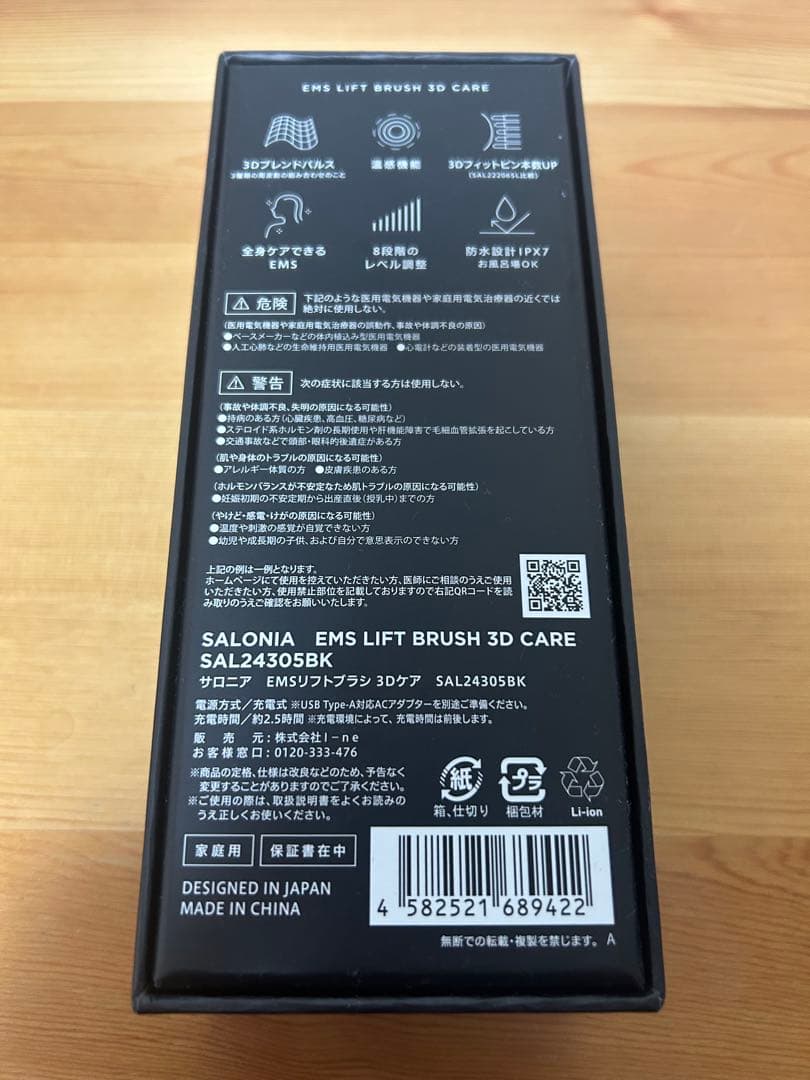 EMS LIFT BRUSH 3D CARE
3Dブレンドパルス
3種類の周波数の組み合わせのこと
温感機能
3Dフィットピン本数UP
(SAL22206SL比較)
全身ケアできる
EMS
8段階の
レベル調整
防水設計IPX7
お風呂場OK
危険 下記のような医用電気機器や家庭用電気治療器の近くでは
絶対に使用しない。
(医用電気機器や家庭用電気治療器の誤動作、事故や体調不良の原因)
●ペースメーカーなどの体内植込み型医用電気機器
●人工心肺などの生命維持用医用電気機器 ●心電計などの装着型の医用電気機器
警告 次の症状に該当する方は使用しない。
(事故や体調不良、失明の原因になる可能性)
●持病のある方(心臓疾患、高血圧、糖尿病など)
●ステロイド系ホルモン剤の長期使用や肝機能障害で毛細血管拡張を起こしている方
●交通事故などで頭部・眼科的後遺症がある方
(肌や身体のトラブルの原因になる可能性)
●アレルギー体質の方 ●皮膚疾患のある方
(ホルモンバランスが不安定なため肌トラブルの原因になる可能性)
●妊娠初期の不安定期から出産直後(授乳中)までの方
(やけど・感電・けがの原因になる可能性)
●温度や刺激の感覚が自覚できない方
●幼児や成長期の子供、および自分で意思表示のできない方
上記の例は一例となります。
ホームページにて使用を控えていただきたい方、医師にご相談のうえご使用
いただきたい方、使用禁止部位を記載しておりますので右記QRコードを読
み取りのうえご確認をお願いいたします。
SALONIA EMS LIFT BRUSH 3D CARE
SAL24305BK
サロニア EMSリフトブラシ 3Dケア SAL24305BK
電源方式/充電式 ※USB Type-A対応ACアダプターを別途ご準備ください。
充電時間/約2.5時間 ※充電環境によって、充電時間は前後します。
販売元:株式会社I-ne
お客様窓口:0120-333-476
※商品の定格、仕様は改良などのため、予告なく
変更することがありますのでご了承ください。
※ご使用の際は、取扱説明書をよくお読みの
うえ正しくお使いください。
紙
箱、仕切り
プラ
梱包材
Li-ion
家庭用
保証書在中
DESIGNED IN JAPAN
MADE IN CHINA
4 582521 689422
無断での転載・複製を禁じます。 A